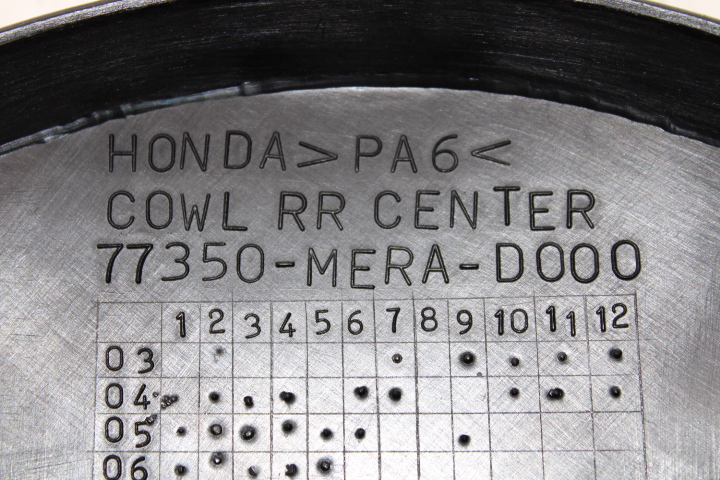 HONDA>PA6<
COWL RR CENTER
77350-MERA-D000
1 2 3 4 5 6 7 8 9 10 11 12
03
04
05
06